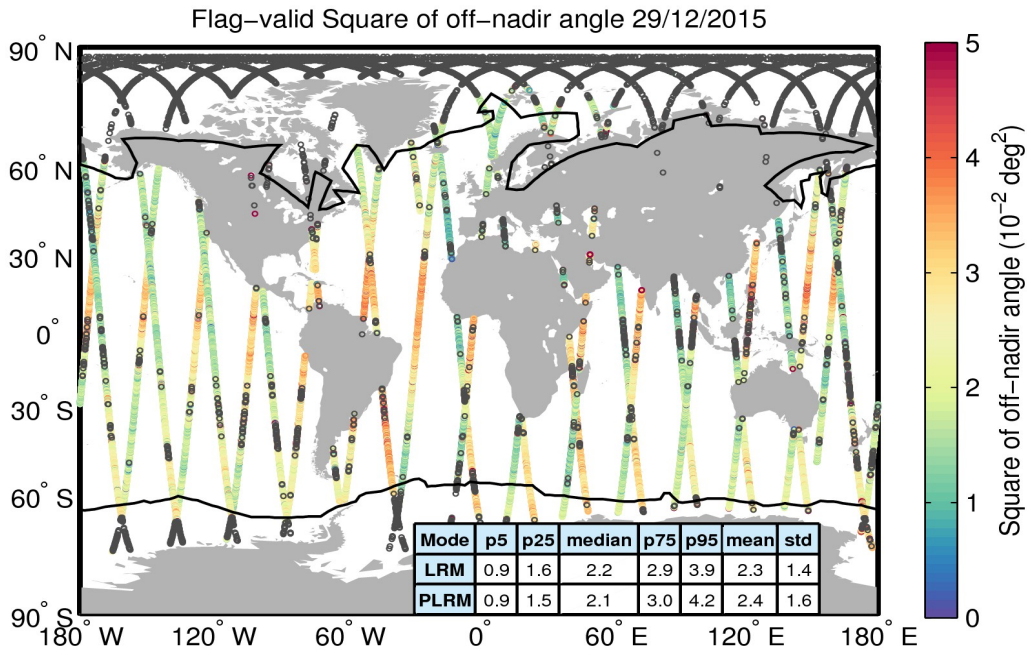 Flag−valid Square of off−nadir angle 29/12/2015
90° N
60° N
30° N
0°
30° S
60° S
90° S
180° W 120° W 60° W 0° 60° E 120° E 180° E
Mode p5 p25 median p75 p95 mean std
LRM 0.9 1.6 2.2 2.9 3.9 2.3 1.4
PLRM 0.9 1.5 2.1 3.0 4.2 2.4 1.6
5
4
3
2
1
0
Square of off−nadir angle (10⁻² deg²)